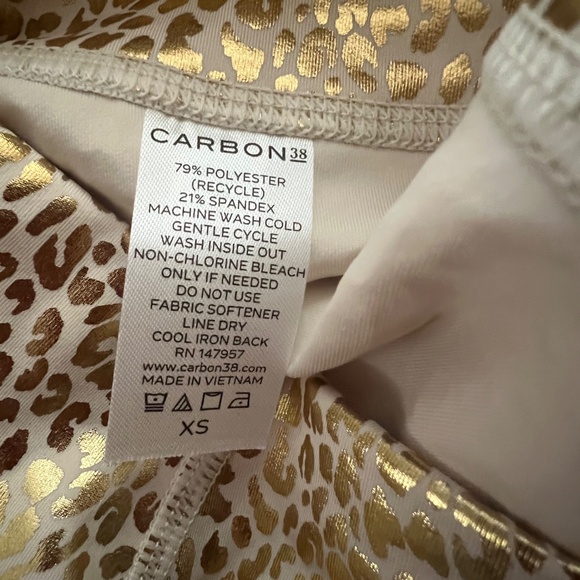 CARBON38
79% POLYESTER
(RECYCLE)
21% SPANDEX
MACHINE WASH COLD
GENTLE CYCLE
WASH INSIDE OUT
NON-CHLORINE BLEACH
ONLY IF NEEDED
DO NOT USE
FABRIC SOFTENER
LINE DRY
COOL IRON BACK
RN 147957
www.carbon38.com
MADE IN VIETNAM
XS